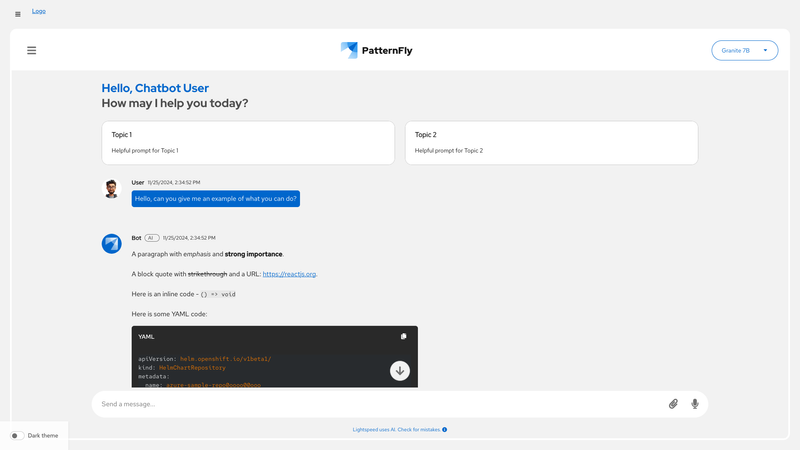 Logo
PatternFly
Granite 7B
Hello, Chatbot User
How may I help you today?
Topic 1
Helpful prompt for Topic 1
Topic 2
Helpful prompt for Topic 2
User 11/25/2024, 2:34:52 PM
Hello, can you give me an example of what you can do?
Bot AI 11/25/2024, 2:34:52 PM
A paragraph with emphasis and strong importance.
A block quote with strikethrough and a URL: https://reactjs.org.
Here is an inline code - () => void
Here is some YAML code:
YAML
apiVersion: helm.openshift.io/v1beta1/
kind: HelmChartRepository
metadata:
name:
Send a message...
Lightspeed uses AI. Check for mistakes.
Dark theme